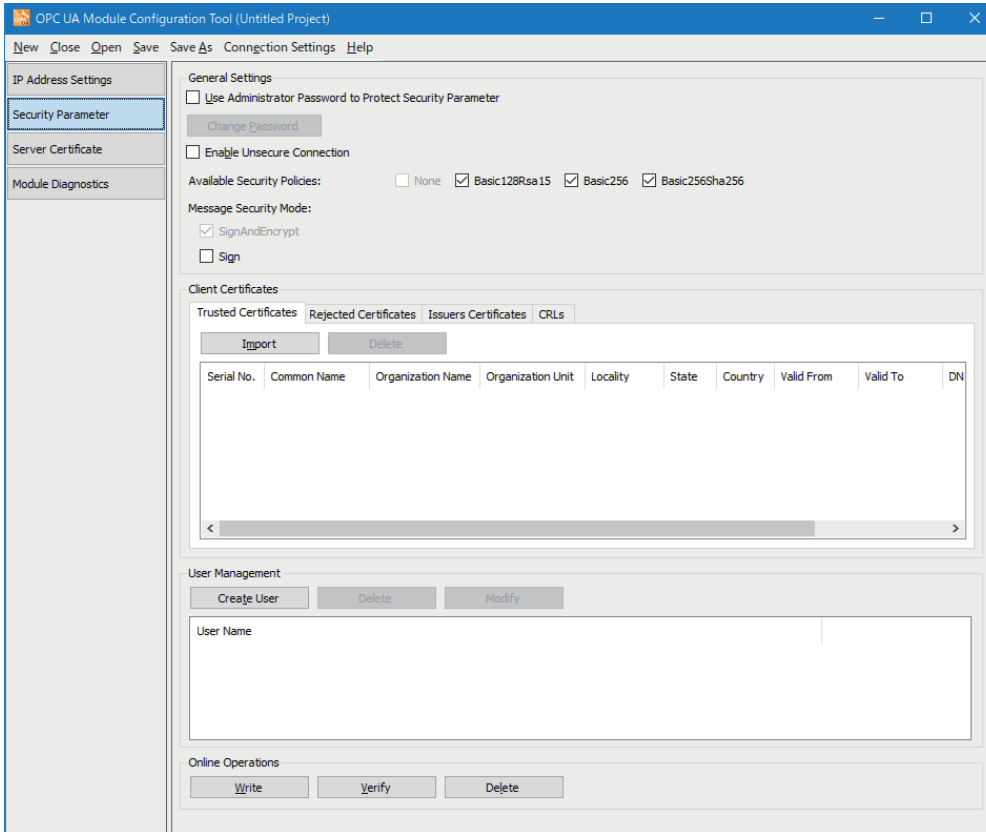 OPC UA Module Configuration Tool (Untitled Project)
New Close Open Save Save As Connection Settings Help
IP Address Settings
Security Parameter
Server Certificate
Module Diagnostics
General Settings
Use Administrator Password to Protect Security Parameter
Change Password
Enable Unsecure Connection
Available Security Policies: None Basic128Rsa15 Basic256 Basic256Sha256
Message Security Mode:
SignAndEncrypt
Sign
Client Certificates
Trusted Certificates Rejected Certificates Issuers Certificates CRLs
Import Delete
Serial No. Common Name Organization Name Organization Unit Locality State Country Valid From Valid To DN
User Management
Create User Delete Modify
User Name
Online Operations
Write Verify Delete